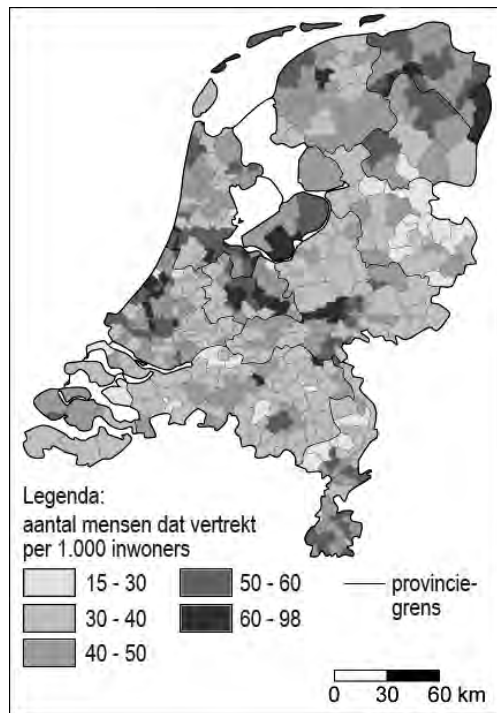 Legenda:
aantal mensen dat vertrekt
per 1.000 inwoners
15 - 30
30 - 40
40 - 50
50 - 60
60 - 98
provincie-
grens
0 30 60 km